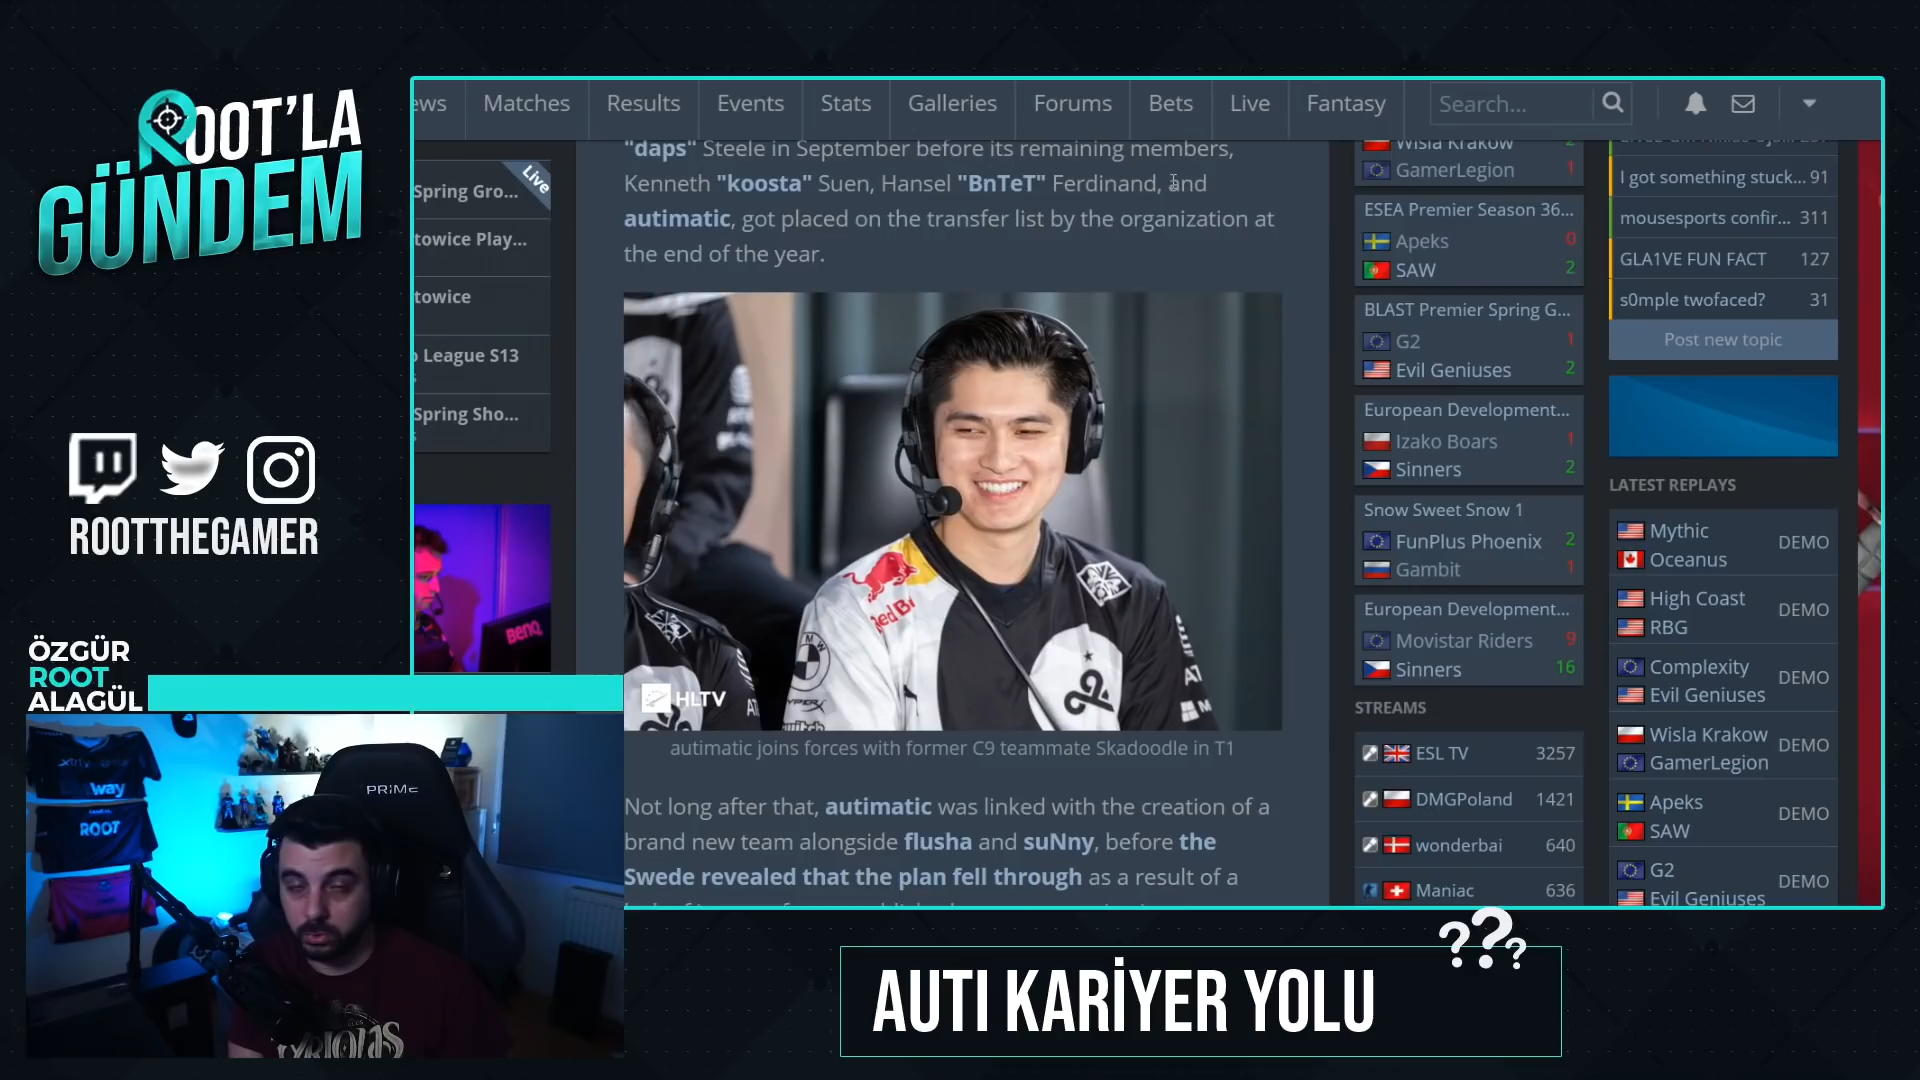 ROOT'LA
GÜNDEM
ROOTTHEGAMER
ÖZGÜR
ROOT
ALAGÜL
Matches
Results
Events
Stats
Galleries
Forums
Bets
Live
Fantasy
Search...
Spring Gro...
Live
towice Play...
towice
League S13
Spring Sho...
BenQ
"daps" Steele in September before its remaining members,
Kenneth "koosta" Suen, Hansel "BnTeT" Ferdinand, and
autimatic, got placed on the transfer list by the organization at
the end of the year.
HLTV
autimatic joins forces with former C9 teammate Skadoodle in T1
Not long after that, autimatic was linked with the creation of a
brand new team alongside flusha and suNny, before the
Swede revealed that the plan fell through as a result of a
Wisla Krakow 2
GamerLegion 1
ESEA Premier Season 36...
Apeks 0
SAW 2
BLAST Premier Spring G...
G2 1
Evil Geniuses 2
European Development...
Izako Boars 1
Sinners 2
Snow Sweet Snow 1
FunPlus Phoenix 2
Gambit 1
European Development...
Movistar Riders 9
Sinners 16
STREAMS
ESL TV 3257
DMGPoland 1421
wonderbai 640
Maniac 636
I got something stuck... 91
mousesports confir... 311
GLA1VE FUN FACT 127
s0mple twofaced? 31
Post new topic
LATEST REPLAYS
Mythic
Oceanus
DEMO
High Coast
RBG
DEMO
Complexity
Evil Geniuses
DEMO
Wisla Krakow
GamerLegion
DEMO
Apeks
SAW
DEMO
G2
Evil Geniuses
DEMO
PRIME
way
ROOT
???
AUTI KARİYER YOLU